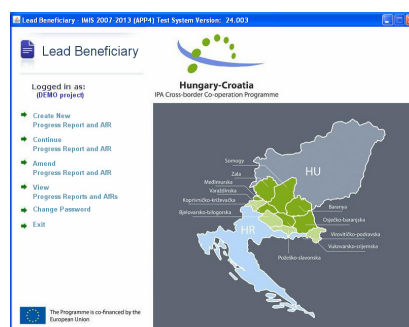 Lead Beneficiary - IMIS 2007-2013 (APP4) Test System Version: 24.003
Lead Beneficiary
Logged in as:
(DEMO project)
Create New
Progress Report and AfR
Continue
Progress Report and AfR
Amend
Progress Report and AfR
View
Progress Reports and AfRs
Change Password
Exit
The Programme is co-financed by the
European Union
Hungary-Croatia
IPA Cross-border Co-operation Programme
HU
Somogy
Zala
Međimurska
Varaždinska
Koprivničko-križevačka
Bjelovarsko-bilogorska
HR
Baranya
Osječko-baranjska
Virovitičko-podravska
Vukovarsko-srijemska
Požeško-slavonska